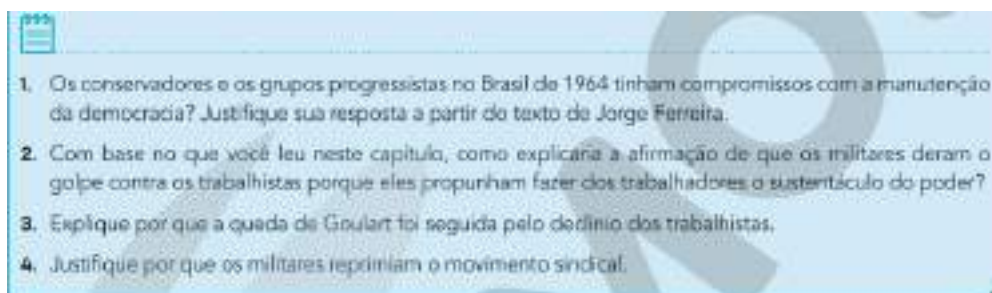 1. Os conservadores e os grupos progressistas no Brasil de 1964 tinham compromissos com a manutenção
da democracia? Justifique sua resposta a partir do texto de Jorge Ferreira.
2. Com base no que você leu neste capítulo, como explicaria a afirmação de que os militares deram o
golpe contra os trabalhistas porque eles propunham fazer dos trabalhadores o sustentáculo do poder?
3. Explique por que a queda de Goulart foi seguida pelo declínio dos trabalhistas.
4. Justifique por que os militares reprimiam o movimento sindical.